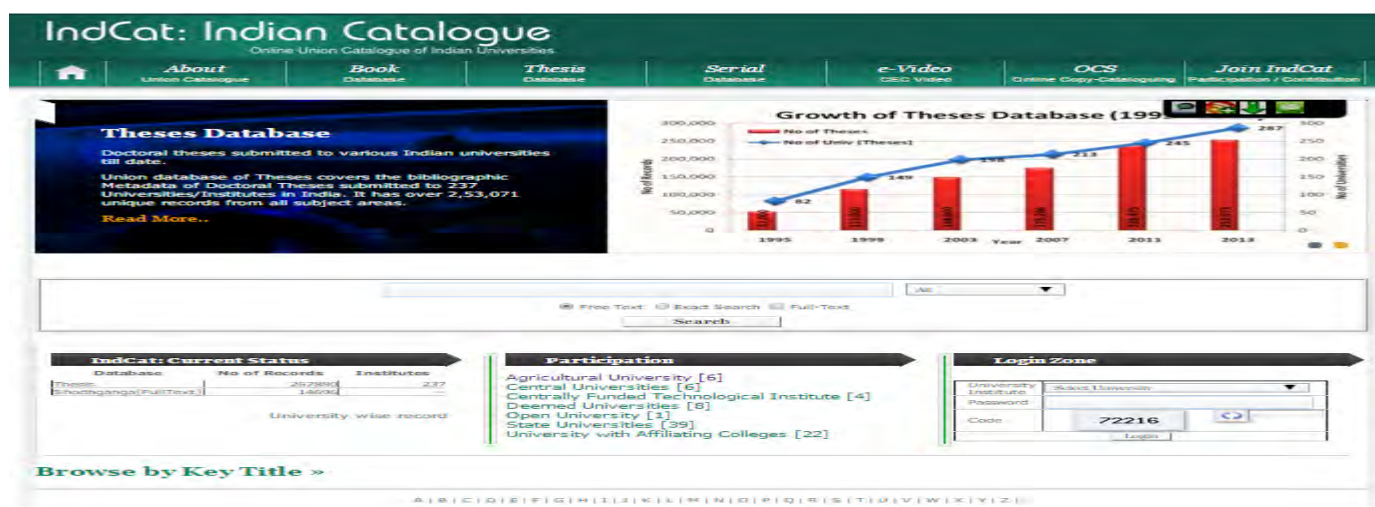 IndCat: Indian Catalogue
Online Union Catalogue of Indian Universities
About Book Thesis Serial e-Video OCS Join IndCat
Union Catalogue Database Database Database CEC Video Online Copy-Cataloguing Participation / Contribution
Theses Database
Doctoral theses submitted to various Indian universities
till date.
Union database of Theses covers the bibliographic
Metadata of Doctoral Theses submitted to 237
Universities/Institutes in India. It has over 2,53,071
unique records from all subject areas.
Read More..
Growth of Theses Database (199
No of Theses
No of Univ (Theses)
300,000
250,000
200,000
150,000
100,000
50,000
0
No of Records
82 149 198 213 245 287
300
250
200
150
100
50
0
No of Universities
1995 1999 2003 Year 2007 2011 2013
All
Free Text Exact Search Full-Text
Search
IndCat: Current Status
Database No of Records Institutes
Thesis 237
Shodhganga(FullText)
University wise record
Participation
Agricultural University [6]
Central Universities [6]
Centrally Funded Technological Institute [4]
Deemed Universities [8]
Open University [1]
State Universities [39]
University with Affiliating Colleges [22]
Login Zone
University
Institute
Select University
Password
Code 72216
Login
Browse by Key Title »
A | B | C | D | E | F | G | H | I | J | K | L | M | N | O | P | Q | R | S | T | U | V | W | X | Y | Z |